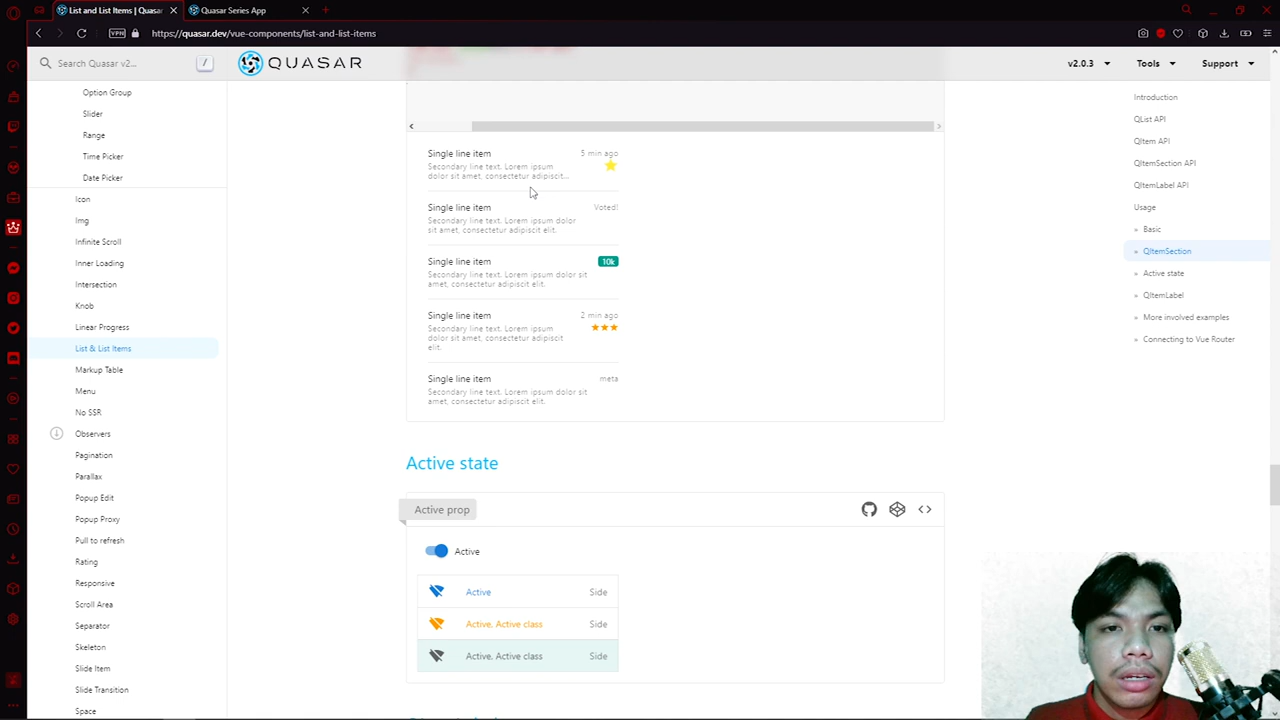 List and List Items | Quasar
Quasar Series App
VPN
https://quasar.dev/vue-components/list-and-list-items
Search Quasar v2...
/
QUASAR
v2.0.3
Tools
Support
Option Group
Slider
Range
Time Picker
Date Picker
Icon
Img
Infinite Scroll
Inner Loading
Intersection
Knob
Linear Progress
List & List Items
Markup Table
Menu
No SSR
Observers
Pagination
Parallax
Popup Edit
Popup Proxy
Pull to refresh
Rating
Responsive
Scroll Area
Separator
Skeleton
Slide Item
Slide Transition
Space
Single line item
5 min ago
Secondary line text. Lorem ipsum
dolor sit amet, consectetur adipiscit...
Single line item
Voted!
Secondary line text. Lorem ipsum dolor
sit amet, consectetur adipiscit elit.
Single line item
10k
Secondary line text. Lorem ipsum dolor sit
amet, consectetur adipiscit elit.
Single line item
2 min ago
Secondary line text. Lorem ipsum
dolor sit amet, consectetur adipiscit
elit.
Single line item
meta
Secondary line text. Lorem ipsum dolor sit
amet, consectetur adipiscit elit.
Active state
Active prop
Active
Active
Side
Active, Active class
Side
Active, Active class
Side
Introduction
QList API
QItem API
QItemSection API
QItemLabel API
Usage
» Basic
» QItemSection
» Active state
» QItemLabel
» More involved examples
» Connecting to Vue Router